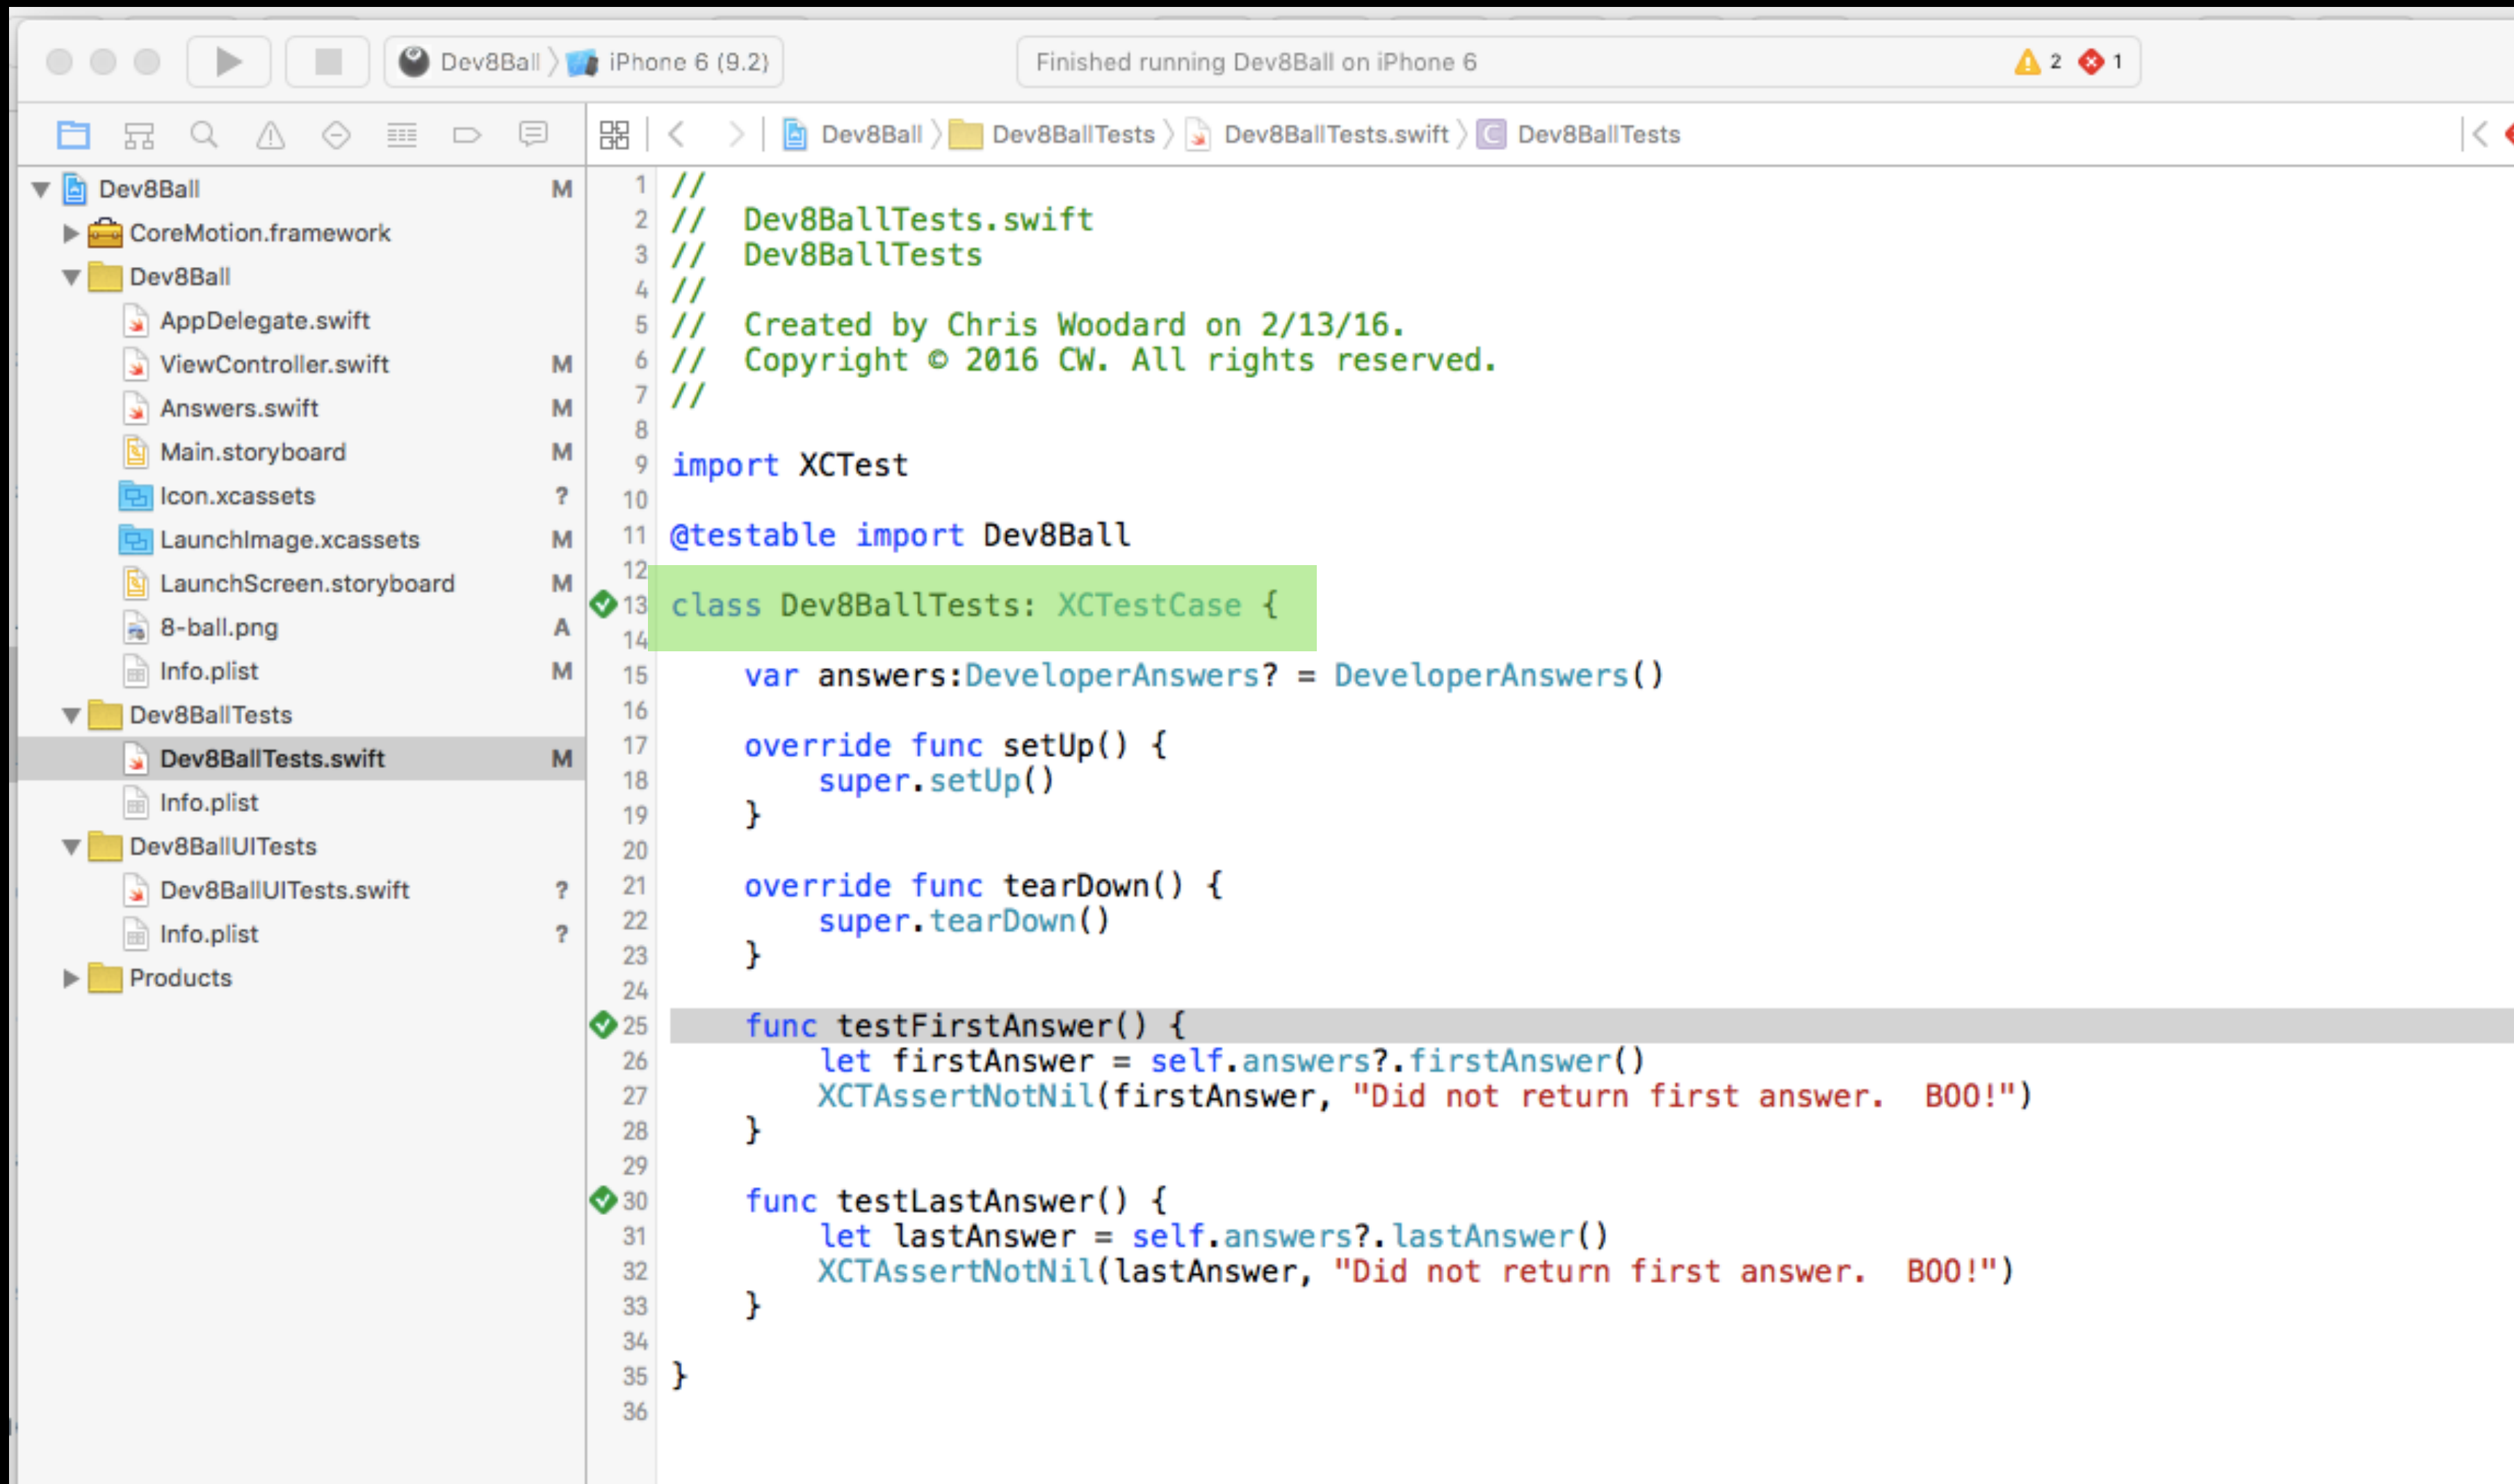 Dev8Ball iPhone 6 (9.2) Finished running Dev8Ball on iPhone 6 2 1
Dev8Ball Dev8BallTests Dev8BallTests.swift C Dev8BallTests
Dev8Ball M
CoreMotion.framework
Dev8Ball
AppDelegate.swift
ViewController.swift M
Answers.swift M
Main.storyboard M
Icon.xcassets ?
LaunchImage.xcassets M
LaunchScreen.storyboard M
8-ball.png A
Info.plist M
Dev8BallTests
Dev8BallTests.swift M
Info.plist
Dev8BallUITests
Dev8BallUITests.swift ?
Info.plist ?
Products
1 //
2 //  Dev8BallTests.swift
3 //  Dev8BallTests
4 //
5 //  Created by Chris Woodard on 2/13/16.
6 //  Copyright © 2016 CW. All rights reserved.
7 //
8
9 import XCTest
10
11 @testable import Dev8Ball
12
13 class Dev8BallTests: XCTestCase {
14
15     var answers:DeveloperAnswers? = DeveloperAnswers()
16
17     override func setUp() {
18         super.setUp()
19     }
20
21     override func tearDown() {
22         super.tearDown()
23     }
24
25     func testFirstAnswer() {
26         let firstAnswer = self.answers?.firstAnswer()
27         XCTAssertNotNil(firstAnswer, "Did not return first answer.  BOO!")
28     }
29
30     func testLastAnswer() {
31         let lastAnswer = self.answers?.lastAnswer()
32         XCTAssertNotNil(lastAnswer, "Did not return first answer.  BOO!")
33     }
34
35 }
36